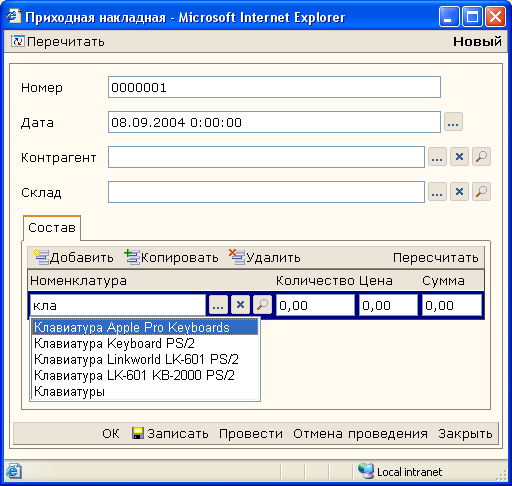 Приходная накладная - Microsoft Internet Explorer
Перечитать Новый
Номер 0000001
Дата 08.09.2004 0:00:00 ...
Контрагент ...
Склад ...
Состав
Добавить Копировать Удалить Пересчитать
Номенклатура Количество Цена Сумма
кла ... 0,00 0,00 0,00
Клавиатура Apple Pro Keyboards
Клавиатура Keyboard PS/2
Клавиатура Linkworld LK-601 PS/2
Клавиатура LK-601 KB-2000 PS/2
Клавиатуры
ОК Записать Провести Отмена проведения Закрыть
Local intranet